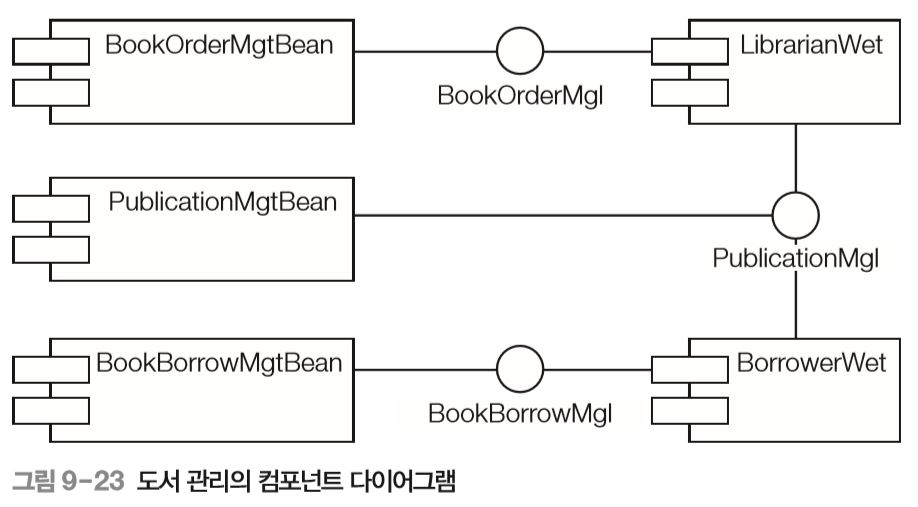 BookOrderMgtBean
LibrarianWet
BookOrderMgl
PublicationMgtBean
PublicationMgl
BookBorrowMgtBean
BorrowerWet
BookBorrowMgl
그림 9-23 도서 관리의 컴포넌트 다이어그램